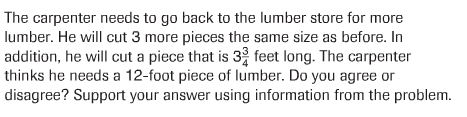 The carpenter needs to go back to the lumber store for more
lumber. He will cut 3 more pieces the same size as before. In
addition, he will cut a piece that is 3 3/4 feet long. The carpenter
thinks he needs a 12-foot piece of lumber. Do you agree or
disagree? Support your answer using information from the problem.